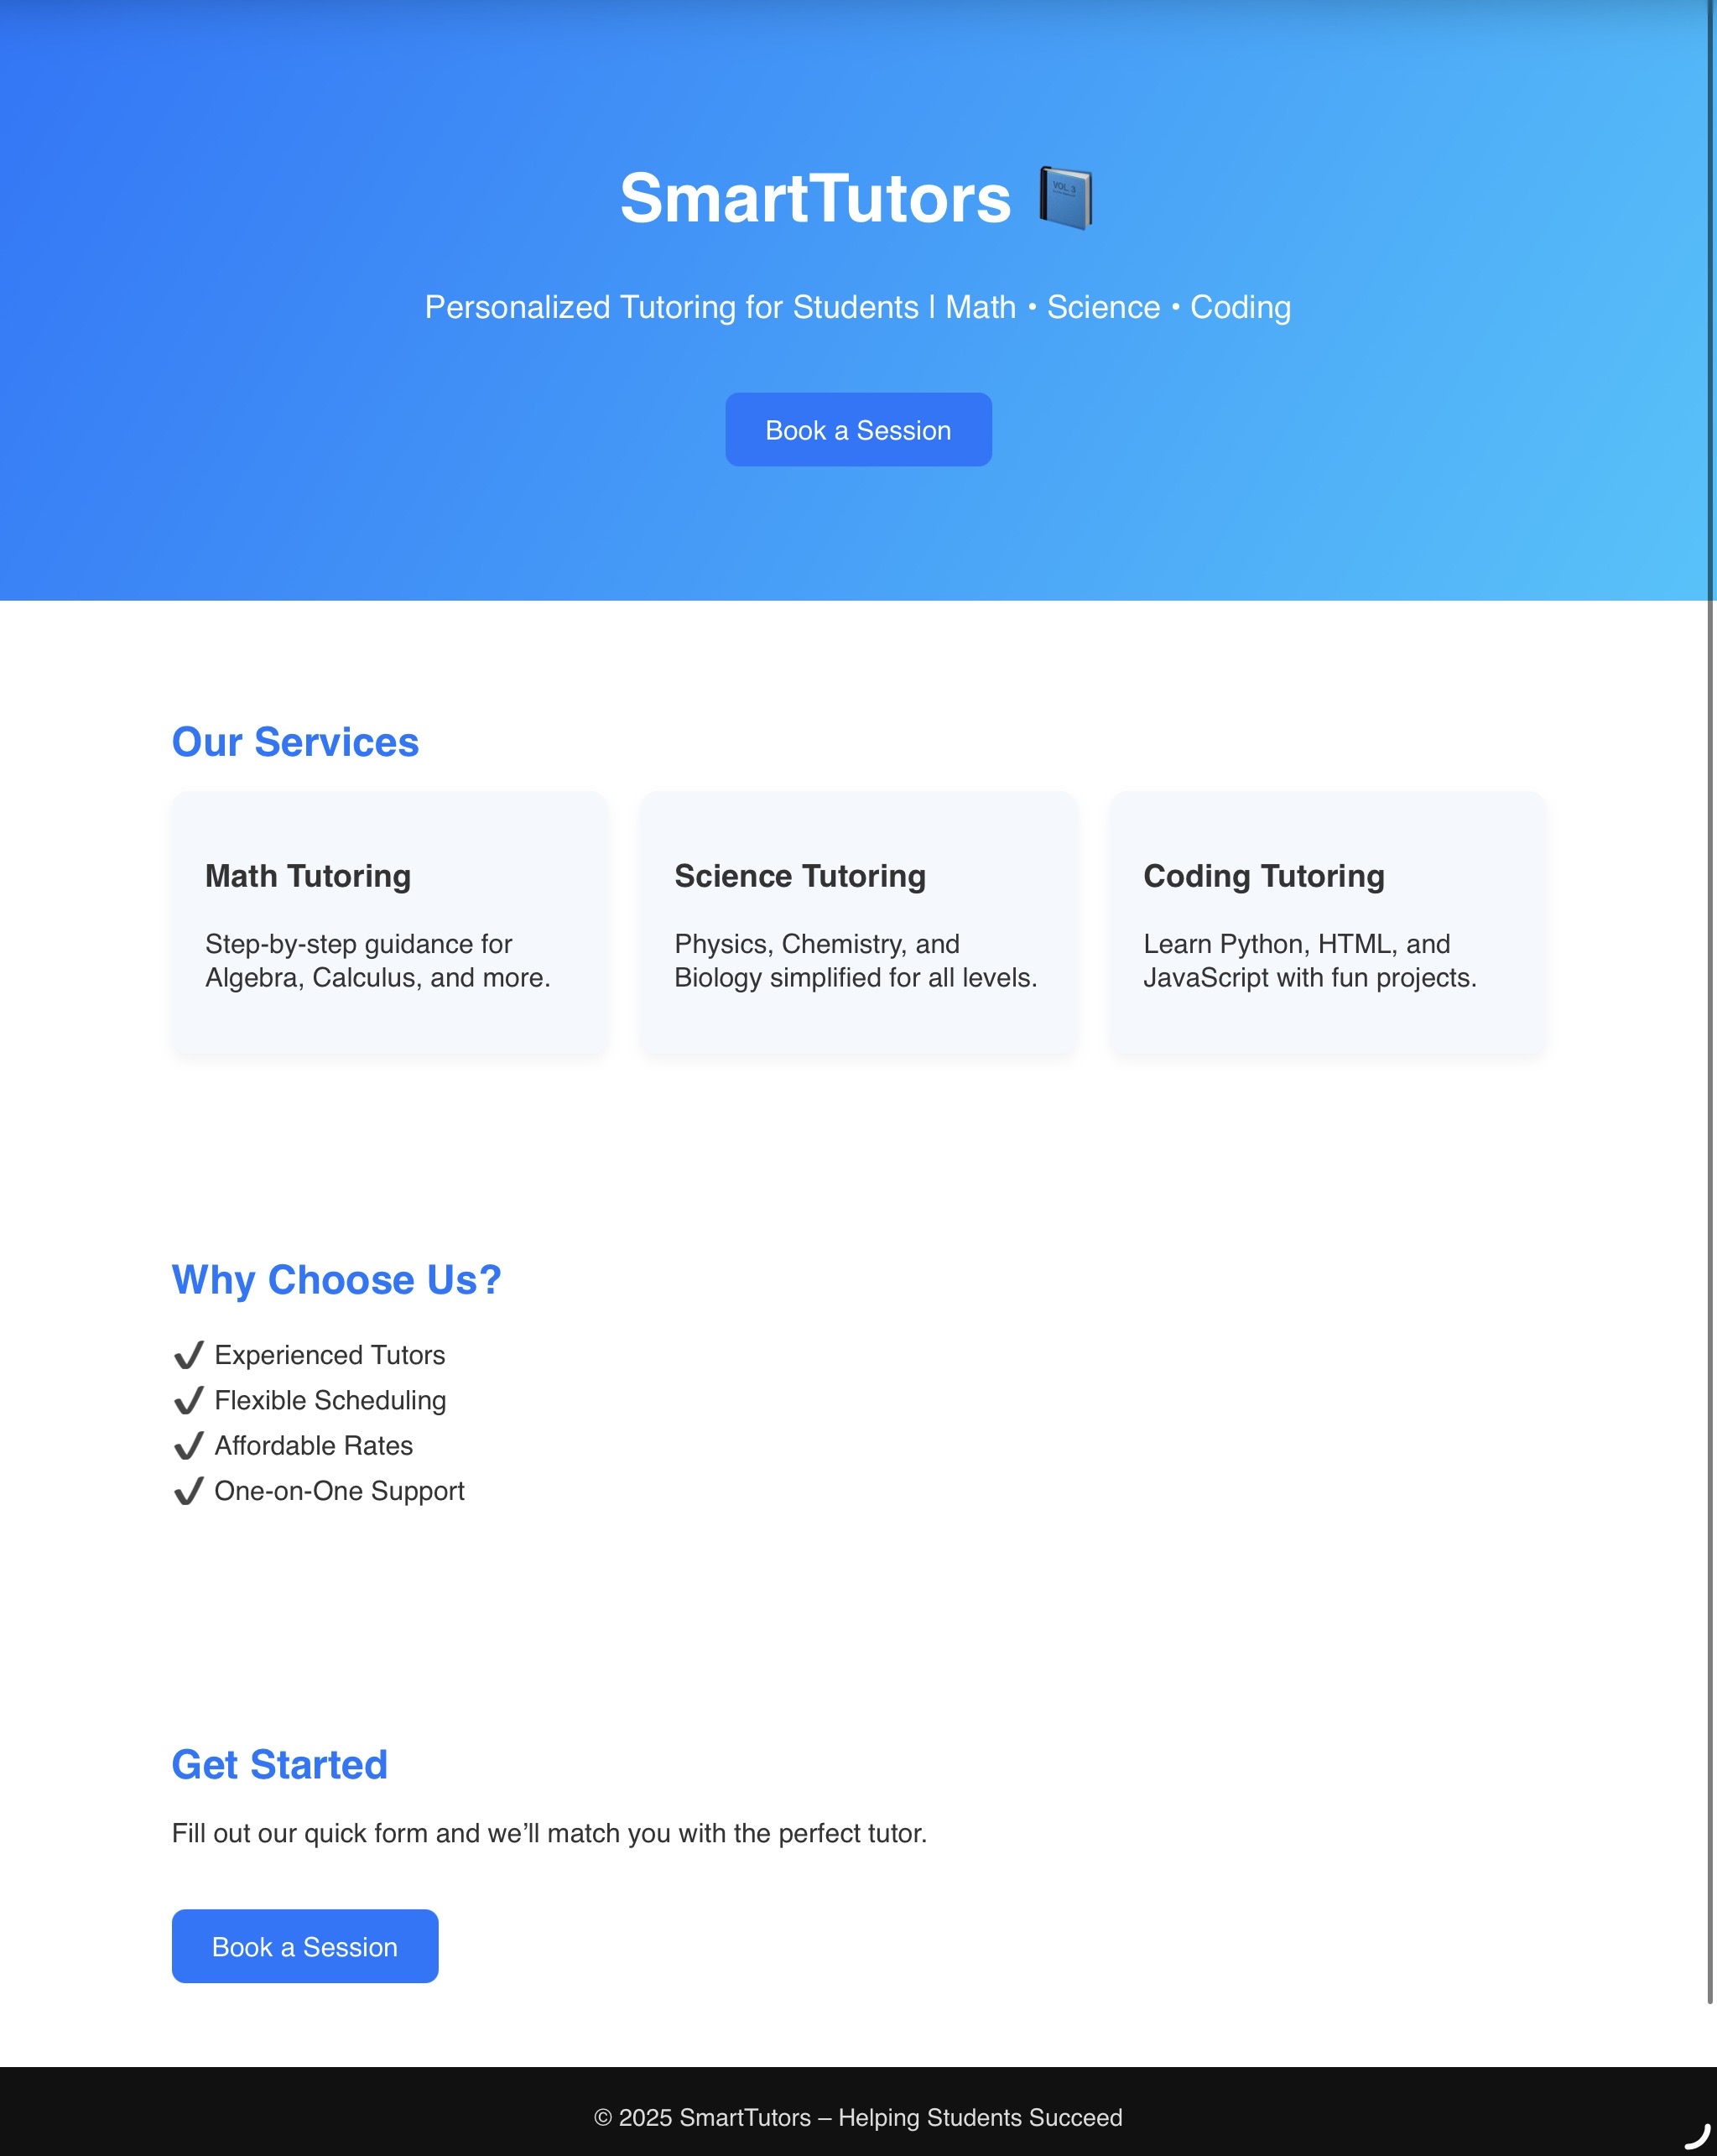 SmartTutors
VOL. 3
Personalized Tutoring for Students | Math • Science • Coding
Book a Session
Our Services
Math Tutoring
Step-by-step guidance for
Algebra, Calculus, and more.
Science Tutoring
Physics, Chemistry, and
Biology simplified for all levels.
Coding Tutoring
Learn Python, HTML, and
JavaScript with fun projects.
Why Choose Us?
✔ Experienced Tutors
✔ Flexible Scheduling
✔ Affordable Rates
✔ One-on-One Support
Get Started
Fill out our quick form and we’ll match you with the perfect tutor.
Book a Session
© 2025 SmartTutors – Helping Students Succeed